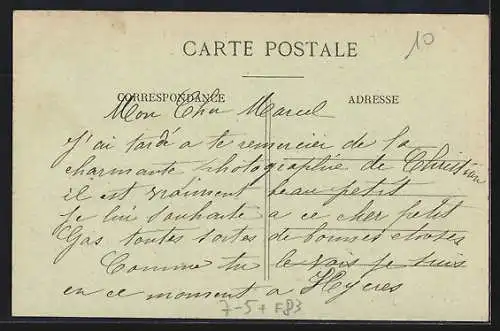 10
CARTE POSTALE
CORRESPONDANCE
ADRESSE
Mon Cher Marcel
J'ai tardé a te remercier de la
charmante photographie de Christian
il est vraiment beau petit
Je lui souhaite a ce cher petit
Gas toutes sortes de bonnes choses
Comme tu le vois je suis
en ce moment a Hyeres
7-5+F83